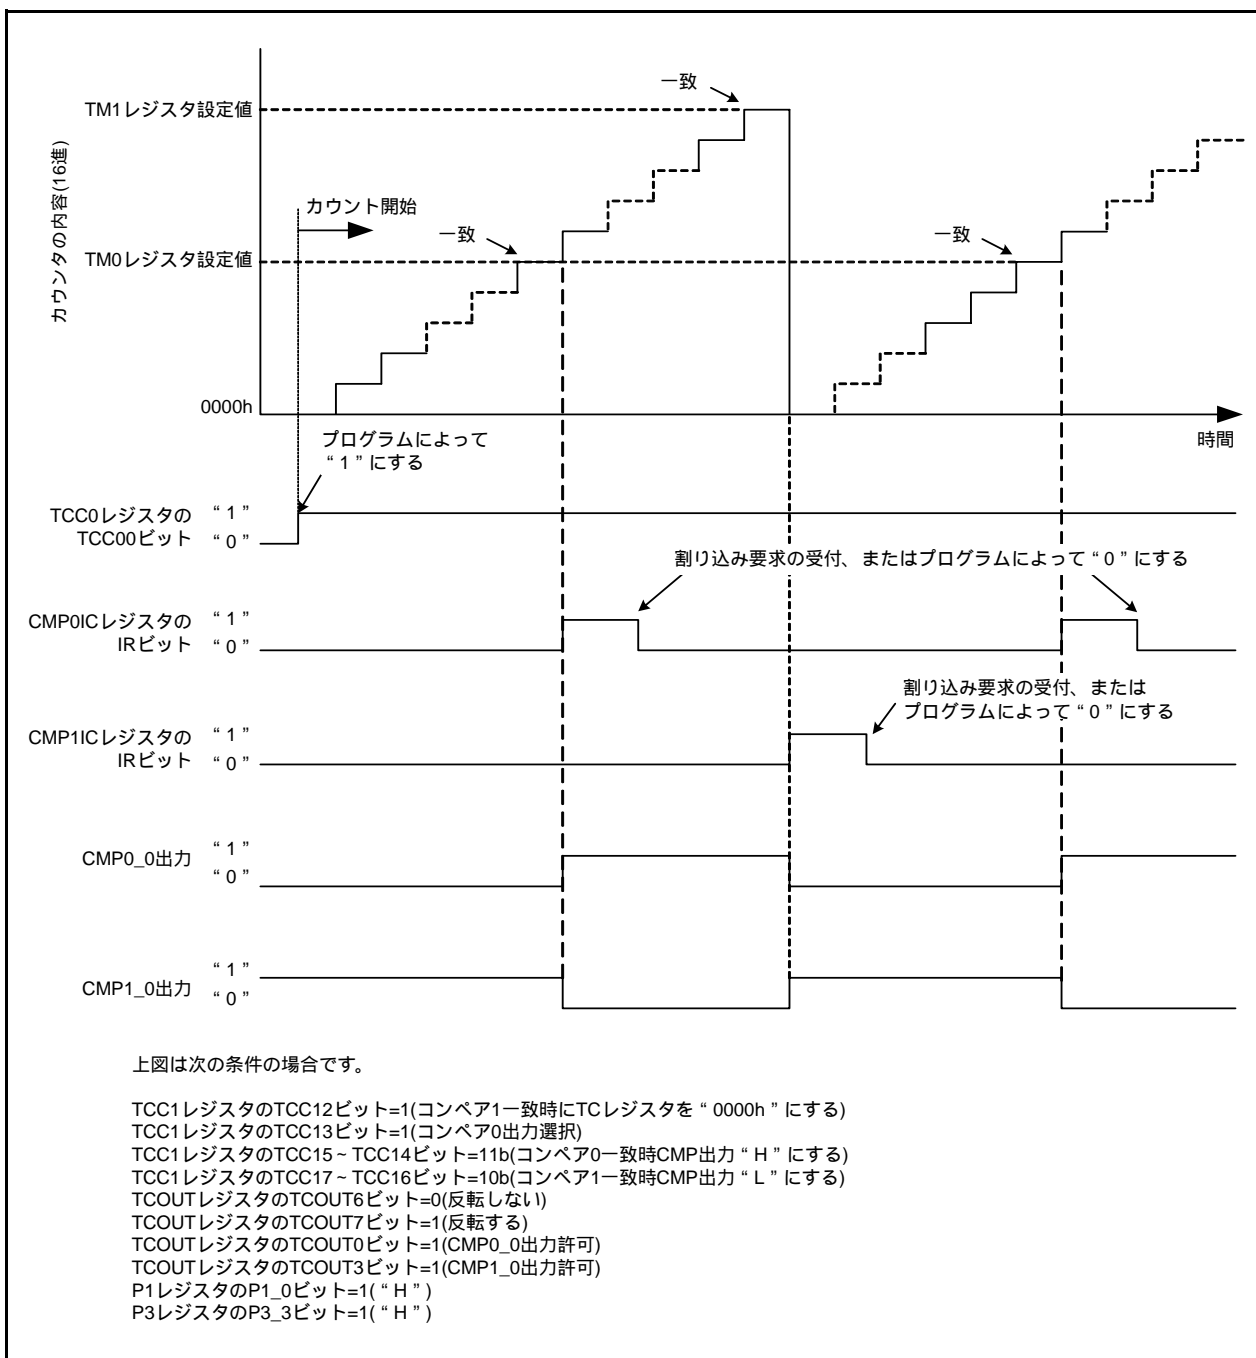 一致
TM1レジスタ設定値
カウンタの内容(16進)
カウント開始
一致
一致
TM0レジスタ設定値
0000h
時間
プログラムによって
“ 1 ” にする
TCC0レジスタの “ 1 ”
TCC00ビット “ 0 ”
割り込み要求の受付、またはプログラムによって “ 0 ” にする
CMP0ICレジスタの “ 1 ”
IRビット “ 0 ”
割り込み要求の受付、または
プログラムによって “ 0 ” にする
CMP1ICレジスタの “ 1 ”
IRビット “ 0 ”
CMP0_0出力 “ 1 ”
“ 0 ”
CMP1_0出力 “ 1 ”
“ 0 ”
上図は次の条件の場合です。
TCC1レジスタのTCC12ビット=1(コンペア1一致時にTCレジスタを “ 0000h ” にする)
TCC1レジスタのTCC13ビット=1(コンペア0出力選択)
TCC1レジスタのTCC15~TCC14ビット=11b(コンペア0一致時CMP出力 “ H ” にする)
TCC1レジスタのTCC17~TCC16ビット=10b(コンペア1一致時CMP出力 “ L ” にする)
TCOUTレジスタのTCOUT6ビット=0(反転しない)
TCOUTレジスタのTCOUT7ビット=1(反転する)
TCOUTレジスタのTCOUT0ビット=1(CMP0_0出力許可)
TCOUTレジスタのTCOUT3ビット=1(CMP1_0出力許可)
P1レジスタのP1_0ビット=1( “ H ” )
P3レジスタのP3_3ビット=1( “ H ” )